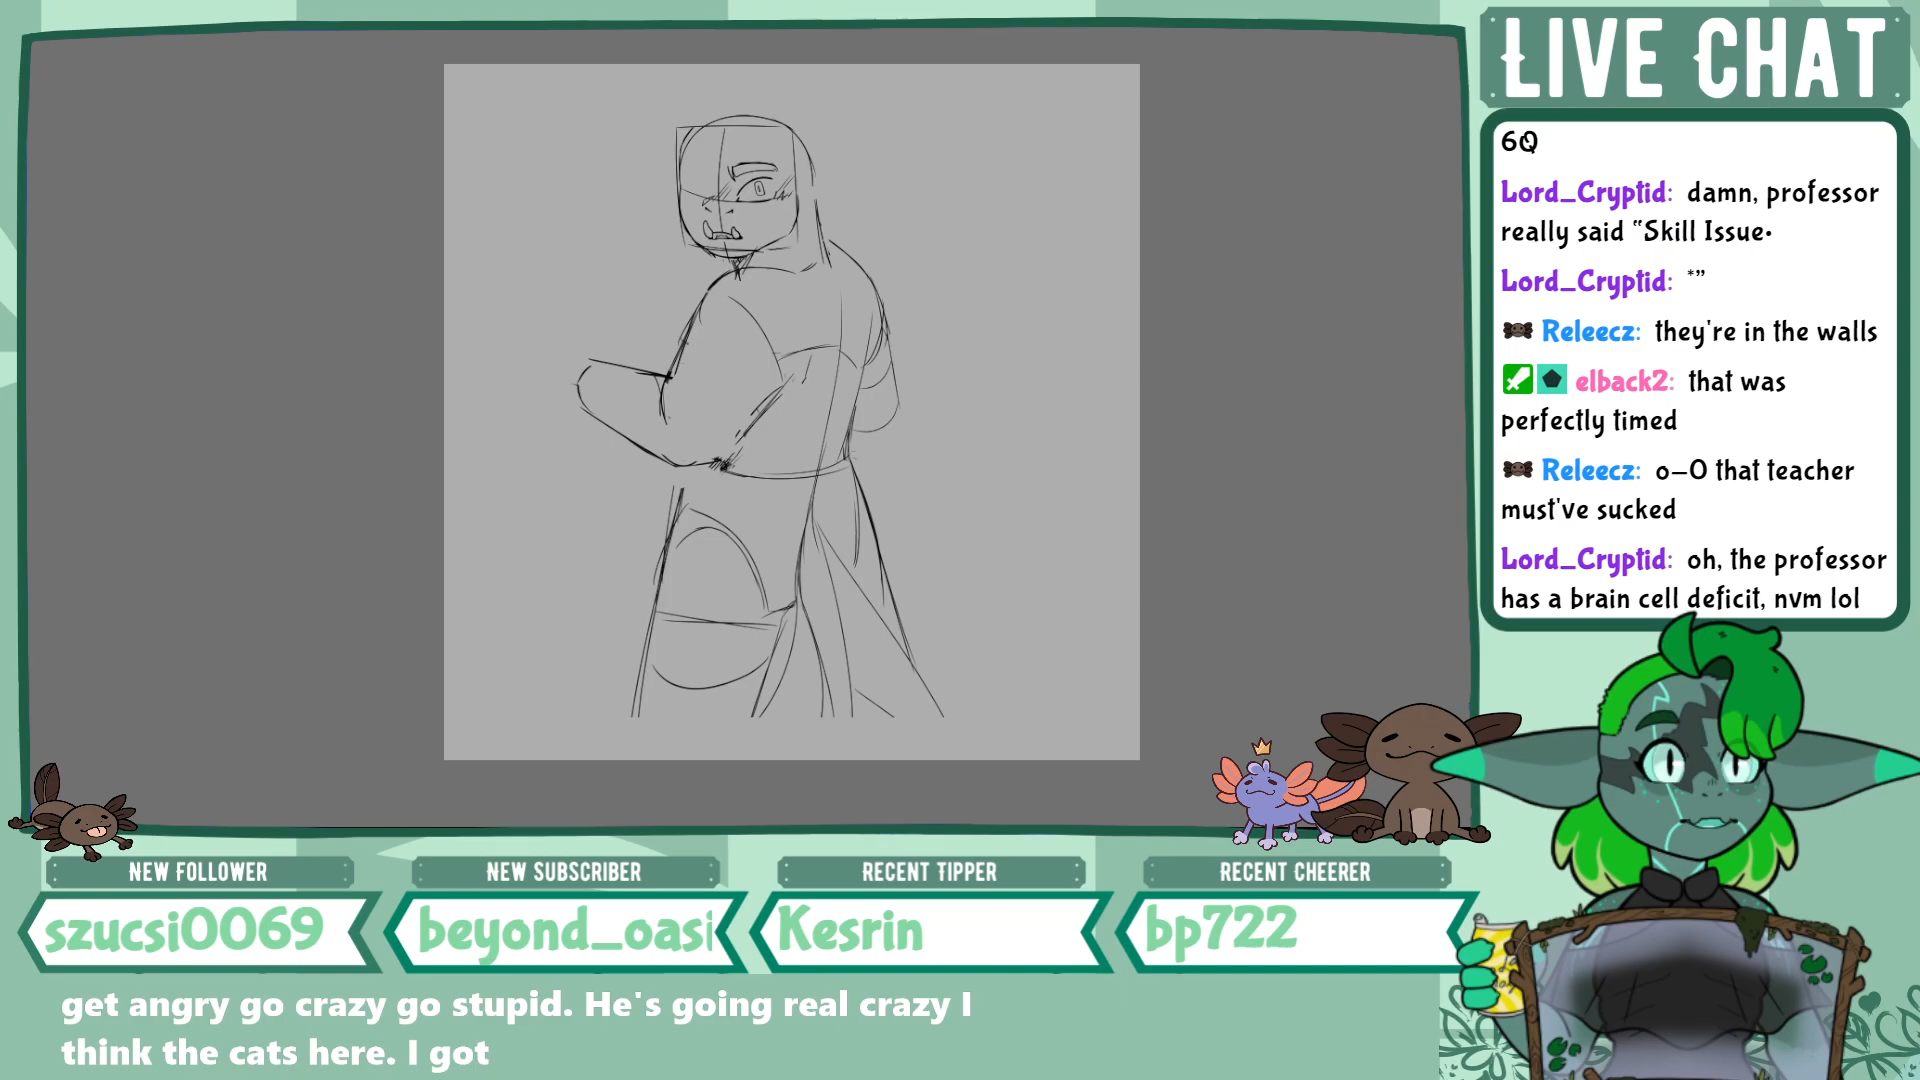 LIVE CHAT
6Q
Lord_Cryptid: damn, professor
really said "Skill Issue•
Lord_Cryptid: *"
Releecz: they're in the walls
elback2: that was
perfectly timed
Releecz: o-O that teacher
must've sucked
Lord_Cryptid: oh, the professor
has a brain cell deficit, nvm lol
NEW FOLLOWER
NEW SUBSCRIBER
RECENT TIPPER
RECENT CHEERER
szucsi0069
beyond_oasi
Kesrin
bp722
get angry go crazy go stupid. He's going real crazy I
think the cats here. I got